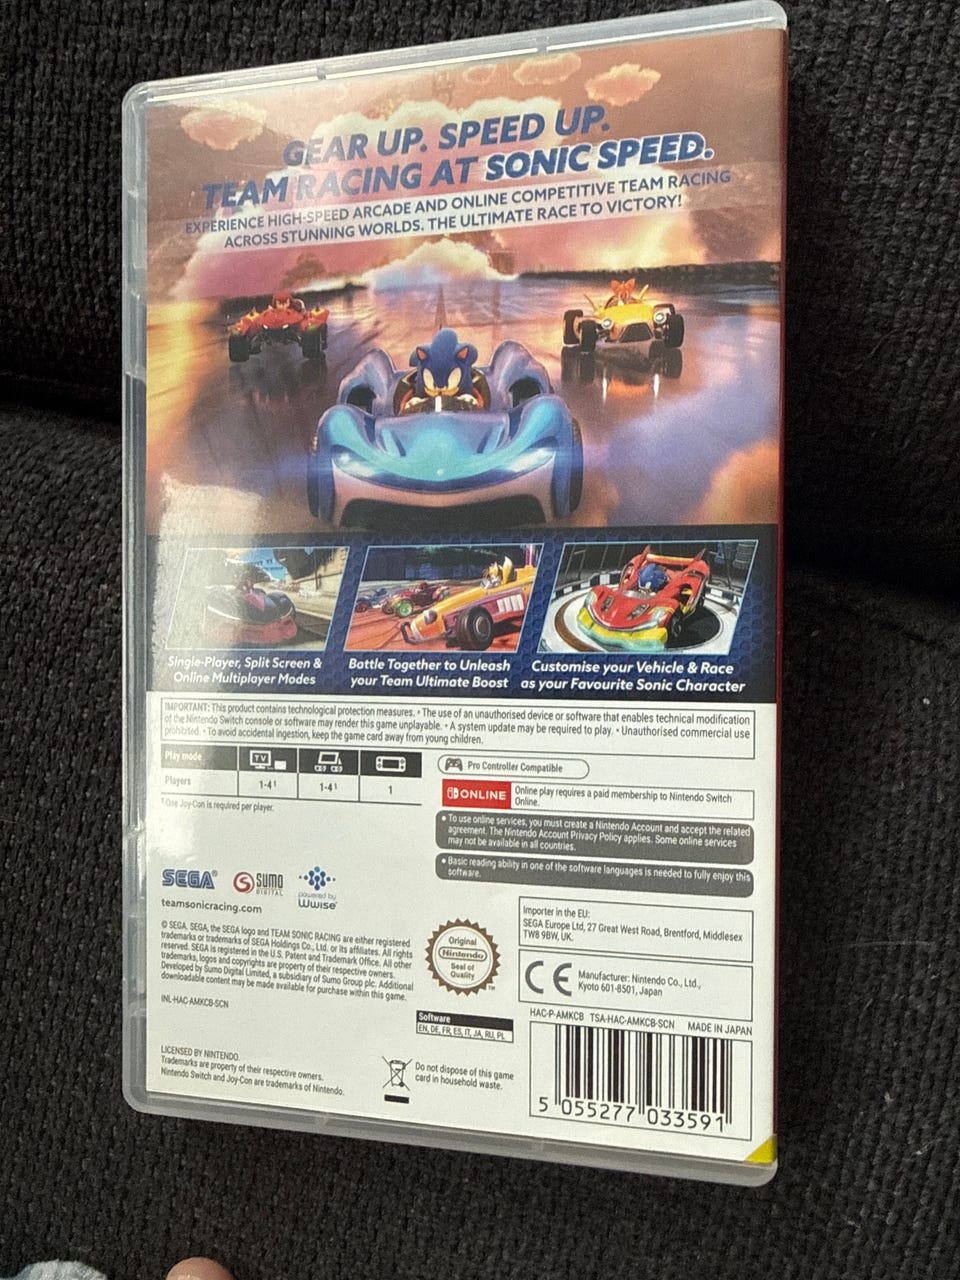 GEAR UP. SPEED UP.
TEAM RACING AT SONIC SPEED.
EXPERIENCE HIGH-SPEED ARCADE AND ONLINE COMPETITIVE TEAM RACING
ACROSS STUNNING WORLDS. THE ULTIMATE RACE TO VICTORY!
Single-Player, Split Screen &
Online Multiplayer Modes
Battle Together to Unleash
your Team Ultimate Boost
Customise your Vehicle & Race
as your Favourite Sonic Character
IMPORTANT: This product contains technological protection measures. • The use of an unauthorised device or software that enables technical modification
of the Nintendo Switch console or software may render this game unplayable. • A system update may be required to play. • Unauthorised commercial use
prohibited. • To avoid accidental ingestion, keep the game card away from young children.
Play mode
TV
Players 1-4¹ 1-4¹ 1
¹ One Joy-Con is required per player.
Pro Controller Compatible
ONLINE
Online play requires a paid membership to Nintendo Switch
Online.
• To use online services, you must create a Nintendo Account and accept the related
agreement. The Nintendo Account Privacy Policy applies. Some online services
may not be available in all countries.
• Basic reading ability in one of the software languages is needed to fully enjoy this
software.
SEGA®
SUMO
DIGITAL
powered by
Wwise®
teamsonicracing.com
© SEGA. SEGA, the SEGA logo and TEAM SONIC RACING are either registered
trademarks or trademarks of SEGA Holdings Co., Ltd. or its affiliates. All rights
reserved. SEGA is registered in the U.S. Patent and Trademark Office. All other
trademarks, logos and copyrights are property of their respective owners.
Developed by Sumo Digital Limited, a subsidiary of Sumo Group plc. Additional
downloadable content may be made available for purchase within this game.
INL-HAC-AMKCB-SCN
Original
Nintendo
Seal of
Quality
TM
Importer in the EU:
SEGA Europe Ltd, 27 Great West Road, Brentford, Middlesex
TW8 9BW, UK.
CE
Manufacturer: Nintendo Co., Ltd.,
Kyoto 601-8501, Japan
HAC-P-AMKCB TSA-HAC-AMKCB-SCN MADE IN JAPAN
Software
EN, DE, FR, ES, IT, JA, RU, PL
LICENSED BY NINTENDO.
Trademarks are property of their respective owners.
Nintendo Switch and Joy-Con are trademarks of Nintendo.
Do not dispose of this game
card in household waste.
5 055277 033591